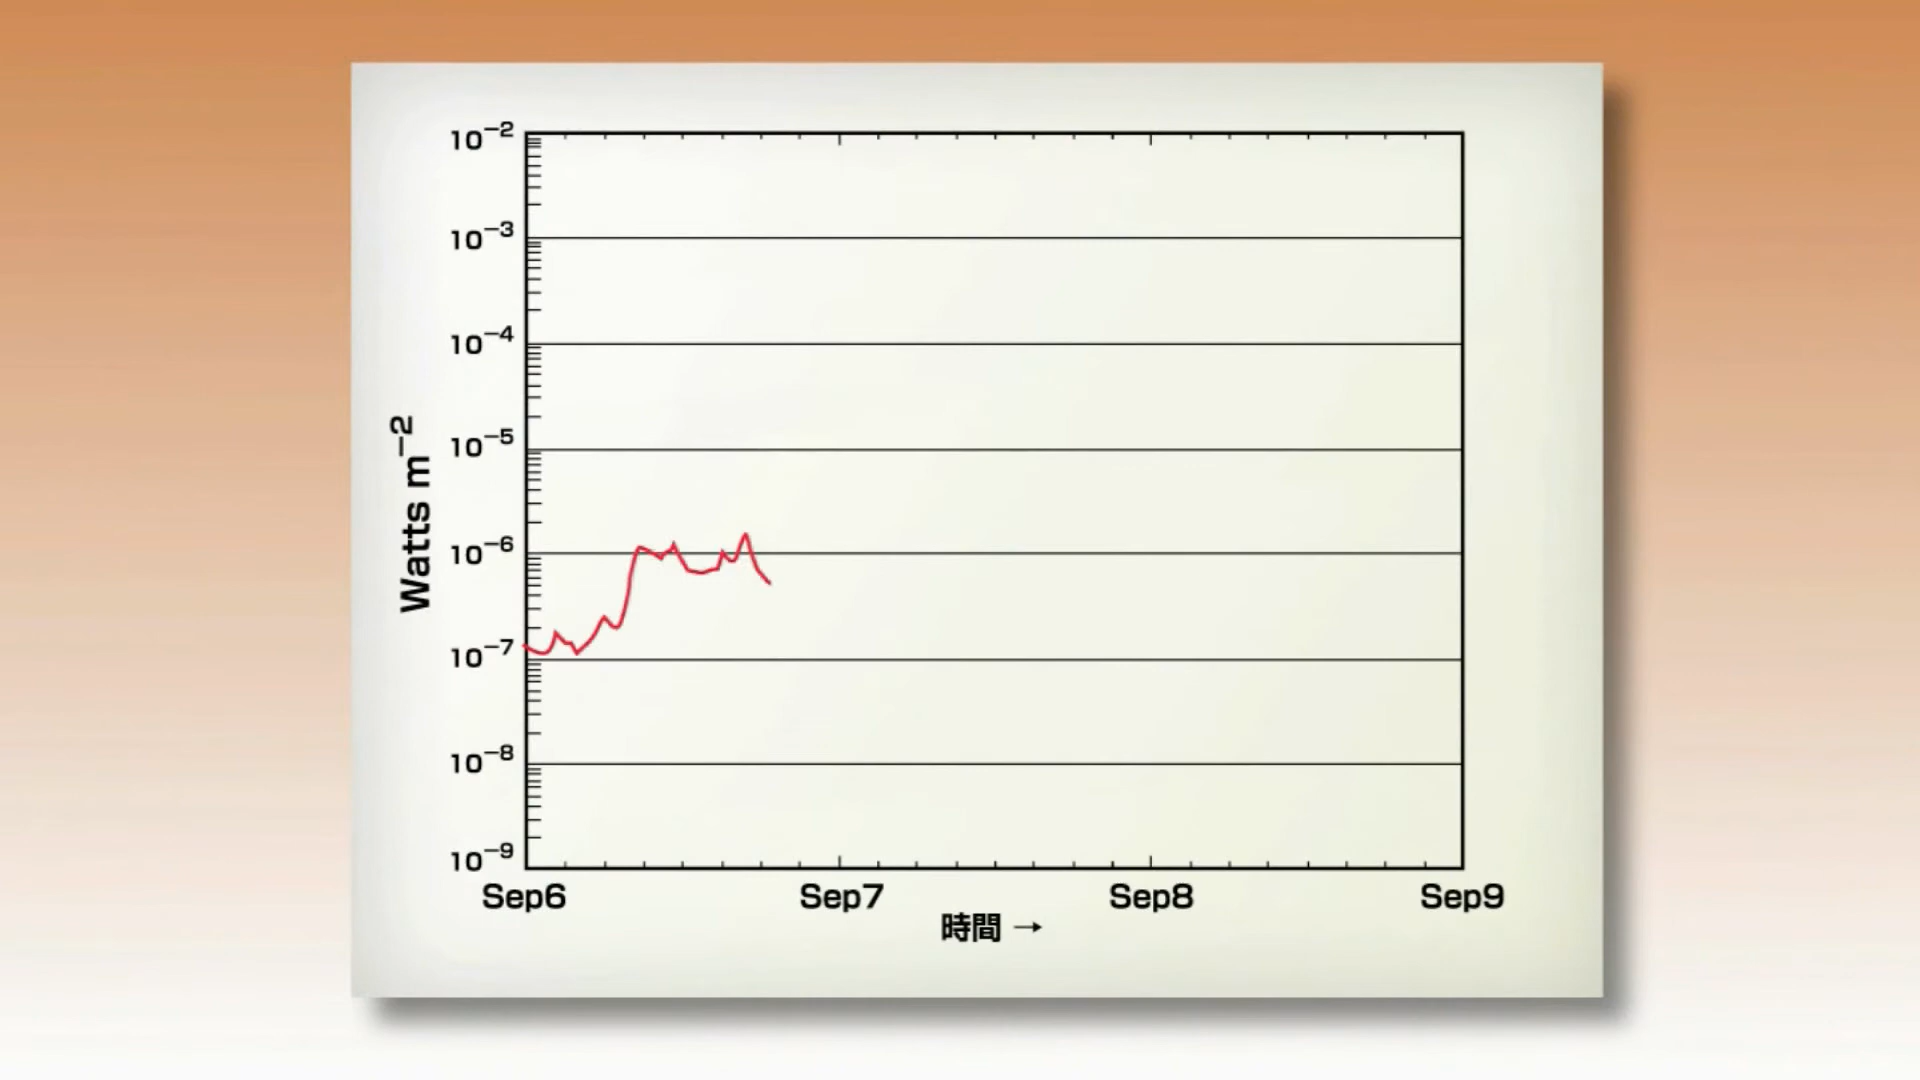 10⁻²
10⁻³
10⁻⁴
10⁻⁵
10⁻⁶
10⁻⁷
10⁻⁸
10⁻⁹
Watts m⁻²
Sep6 Sep7 Sep8 Sep9
時間 →